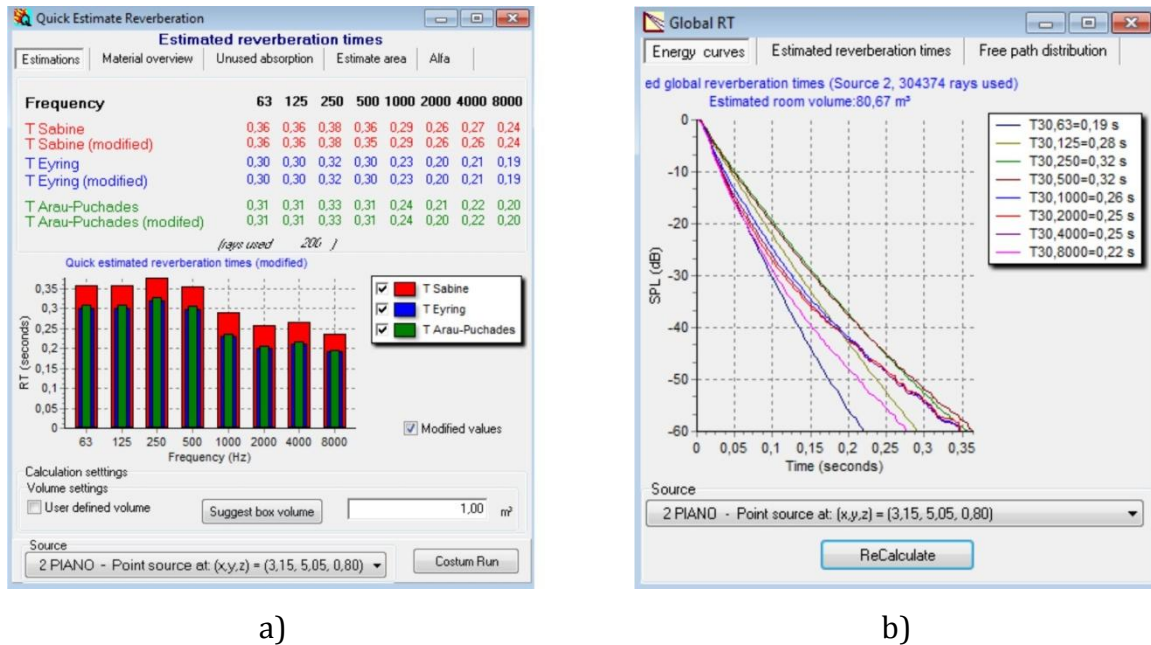 Quick Estimate Reverberation
Estimated reverberation times
Estimations Material overview Unused absorption Estimate area Alfa
Frequency 63 125 250 500 1000 2000 4000 8000
T Sabine 0,36 0,36 0,38 0,36 0,29 0,26 0,27 0,24
T Sabine (modified) 0,36 0,36 0,38 0,35 0,29 0,26 0,26 0,24
T Eyring 0,30 0,30 0,32 0,30 0,23 0,20 0,21 0,19
T Eyring (modified) 0,30 0,30 0,32 0,30 0,23 0,20 0,21 0,19
T Arau-Puchades 0,31 0,31 0,33 0,31 0,24 0,21 0,22 0,20
T Arau-Puchades (modifited) 0,31 0,31 0,33 0,31 0,24 0,20 0,22 0,20
(rays used 200 )
Quick estimated reverberation times (modified)
RT (seconds)
0,35
0,3
0,25
0,2
0,15
0,1
0,05
0
63 125 250 500 1000 2000 4000 8000
Frequency (Hz)
T Sabine
T Eyring
T Arau-Puchades
Modified values
Calculation setttings
Volume settings
User defined volume Suggest box volume 1,00 m³
Source
2 PIANO - Point source at: (x,y,z) = (3,15, 5,05, 0,80) Costum Run
a)
Global RT
Energy curves Estimated reverberation times Free path distribution
ed global reverberation times (Source 2, 304374 rays used)
Estimated room volume:80,67 m³
SPL (dB)
0
-10
-20
-30
-40
-50
-60
0 0,05 0,1 0,15 0,2 0,25 0,3 0,35
Time (seconds)
T30,63=0,19 s
T30,125=0,28 s
T30,250=0,32 s
T30,500=0,32 s
T30,1000=0,26 s
T30,2000=0,25 s
T30,4000=0,25 s
T30,8000=0,22 s
Source
2 PIANO - Point source at: (x,y,z) = (3,15, 5,05, 0,80)
ReCalculate
b)